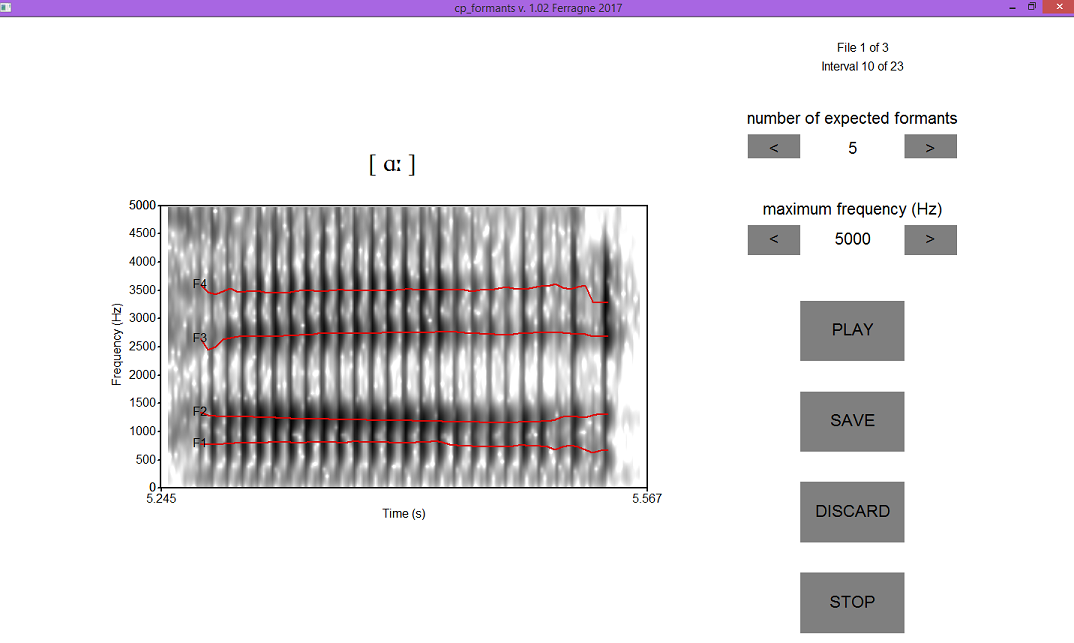 cp_formants v. 1.02 Ferragne 2017
File 1 of 3
Interval 10 of 23
number of expected formants
< 5 >
[ ɑː ]
maximum frequency (Hz)
< 5000 >
5000
4500
4000
3500
3000
2500
2000
1500
1000
500
0
Frequency (Hz)
F4
F3
F2
F1
5.245 5.567
Time (s)
PLAY
SAVE
DISCARD
STOP